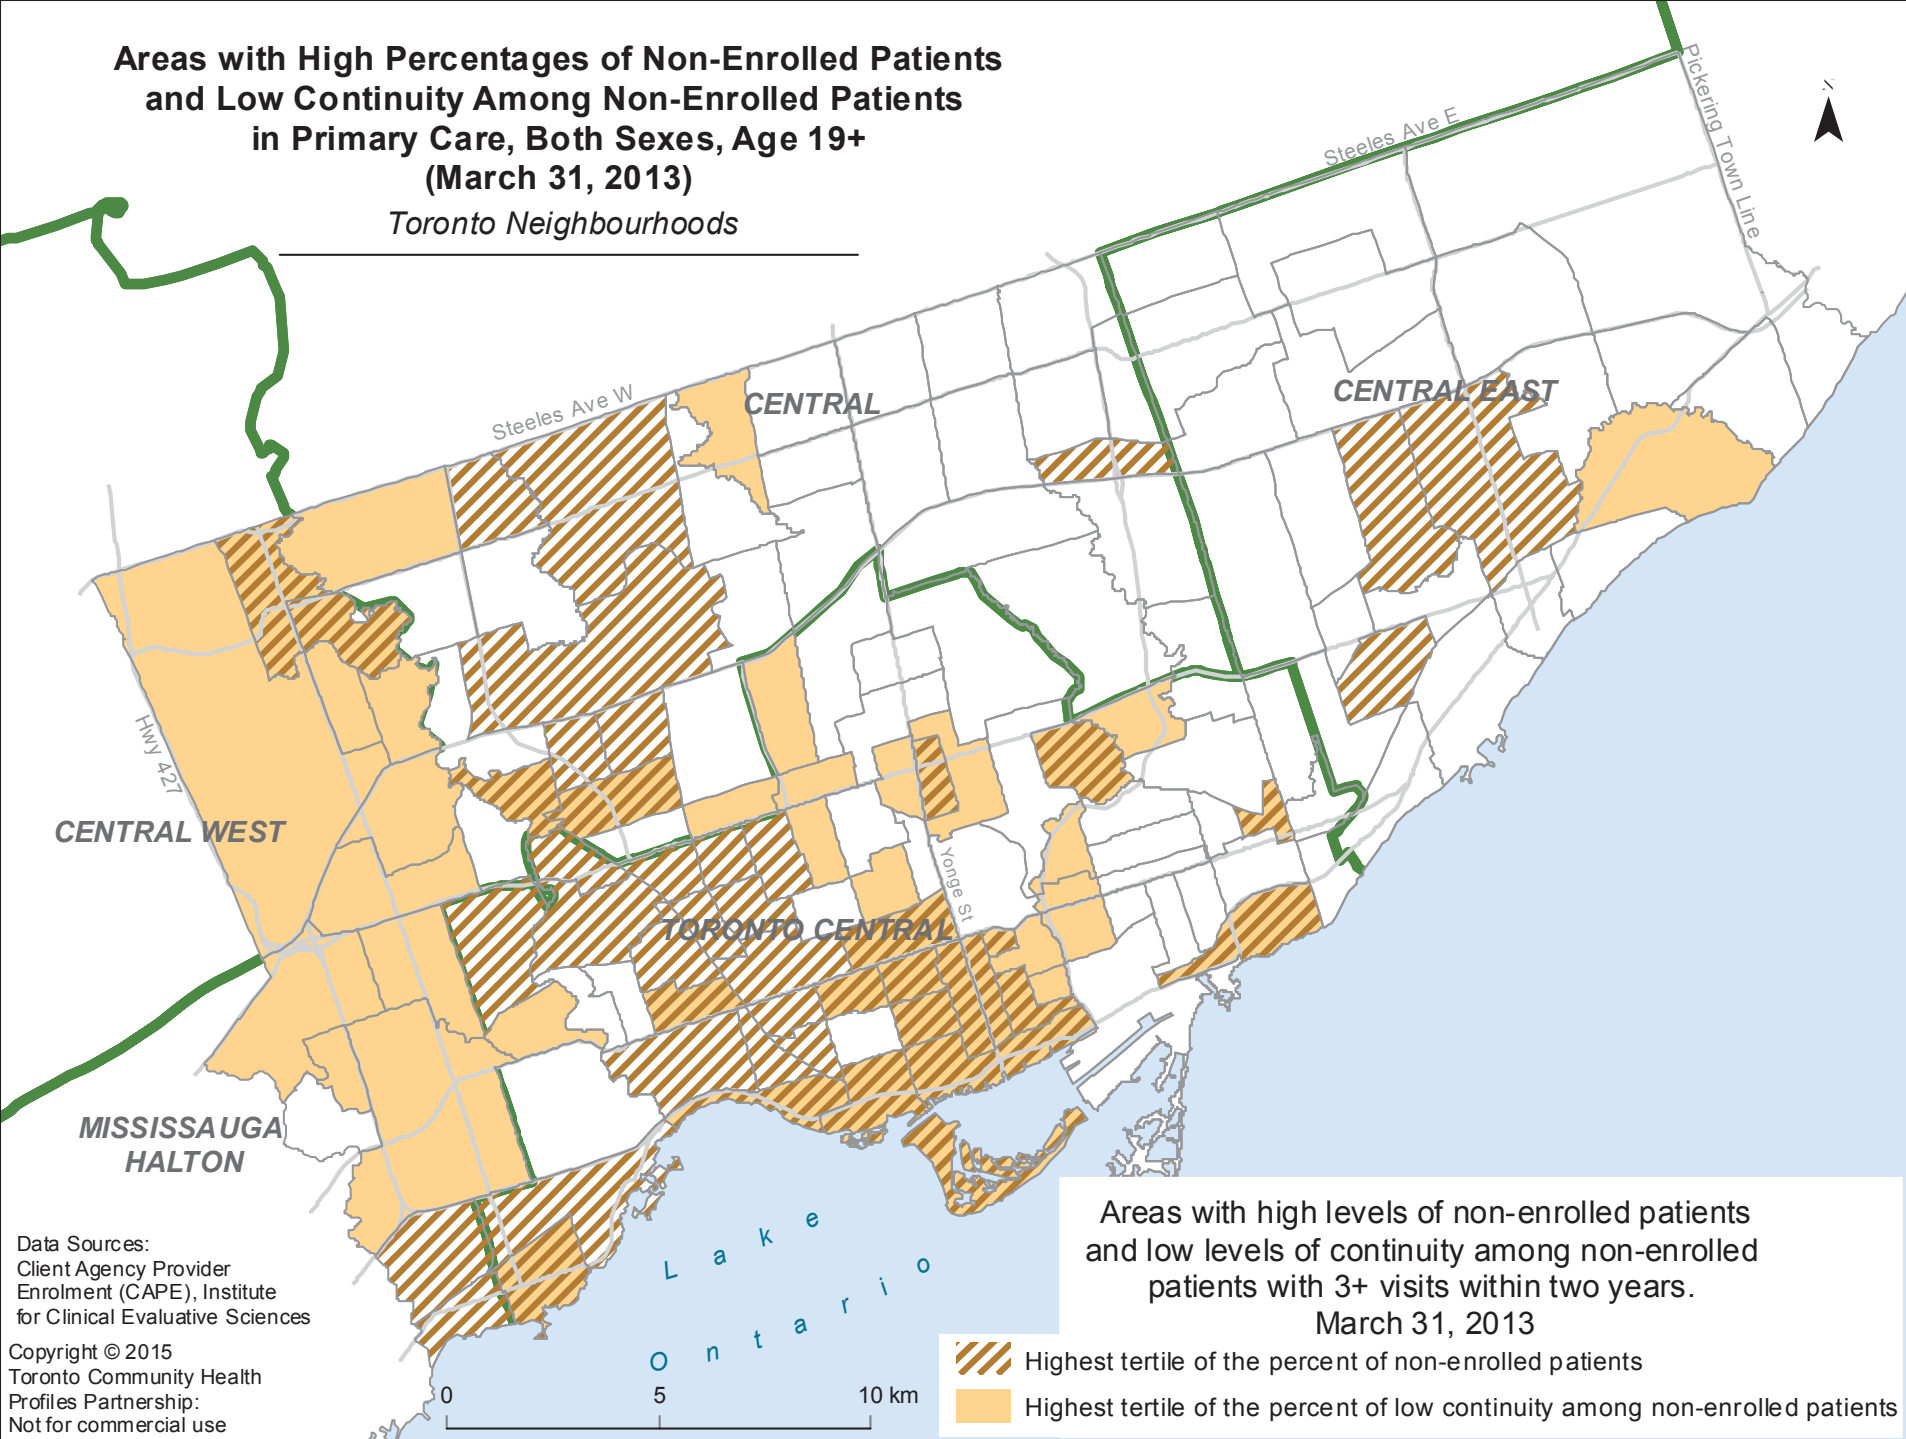 Areas with High Percentages of Non-Enrolled Patients
and Low Continuity Among Non-Enrolled Patients
in Primary Care, Both Sexes, Age 19+
(March 31, 2013)
Toronto Neighbourhoods
N
Pickering Town Line
Steeles Ave E
Steeles Ave W
CENTRAL
CENTRAL EAST
Hwy 427
CENTRAL WEST
Yonge St
TORONTO CENTRAL
MISSISSAUGA
HALTON
Lake
Ontario
Data Sources:
Client Agency Provider
Enrolment (CAPE), Institute
for Clinical Evaluative Sciences
Copyright © 2015
Toronto Community Health
Profiles Partnership:
Not for commercial use
0 5 10 km
Areas with high levels of non-enrolled patients
and low levels of continuity among non-enrolled
patients with 3+ visits within two years.
March 31, 2013
Highest tertile of the percent of non-enrolled patients
Highest tertile of the percent of low continuity among non-enrolled patients